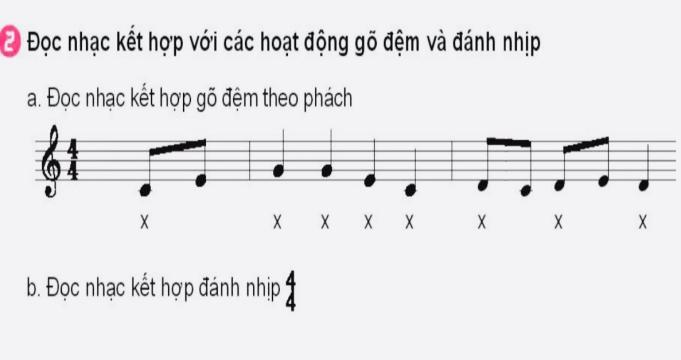 2 Đọc nhạc kết hợp với các hoạt động gõ đệm và đánh nhịp
a. Đọc nhạc kết hợp gõ đệm theo phách
4
4
X X X X X X X X
b. Đọc nhạc kết hợp đánh nhịp 4
4